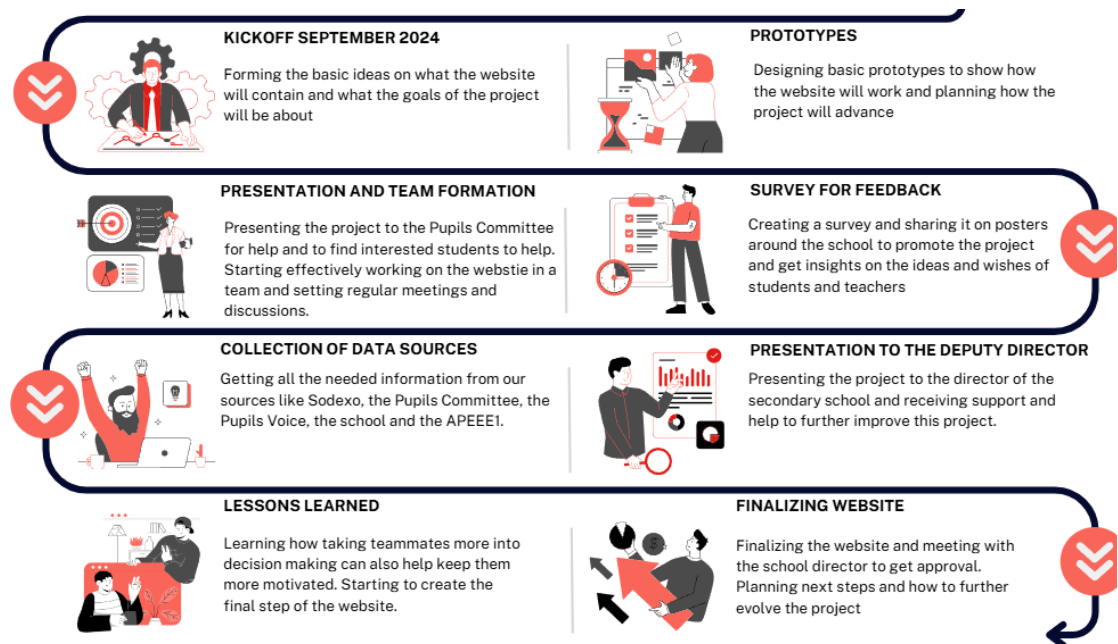 KICKOFF SEPTEMBER 2024
Forming the basic ideas on what the website
will contain and what the goals of the project
will be about
PROTOTYPES
Designing basic prototypes to show how
the website will work and planning how the
project will advance
PRESENTATION AND TEAM FORMATION
Presenting the project to the Pupils Committee
for help and to find interested students to help.
Starting effectively working on the webstie in a
team and setting regular meetings and
discussions.
SURVEY FOR FEEDBACK
Creating a survey and sharing it on posters
around the school to promote the project
and get insights on the ideas and wishes of
students and teachers
COLLECTION OF DATA SOURCES
Getting all the needed information from our
sources like Sodexo, the Pupils Committee, the
Pupils Voice, the school and the APEEE1.
PRESENTATION TO THE DEPUTY DIRECTOR
Presenting the project to the director of the
secondary school and receiving support and
help to further improve this project.
LESSONS LEARNED
Learning how taking teammates more into
decision making can also help keep them
more motivated. Starting to create the
final step of the website.
FINALIZING WEBSITE
Finalizing the website and meeting with
the school director to get approval.
Planning next steps and how to further
evolve the project